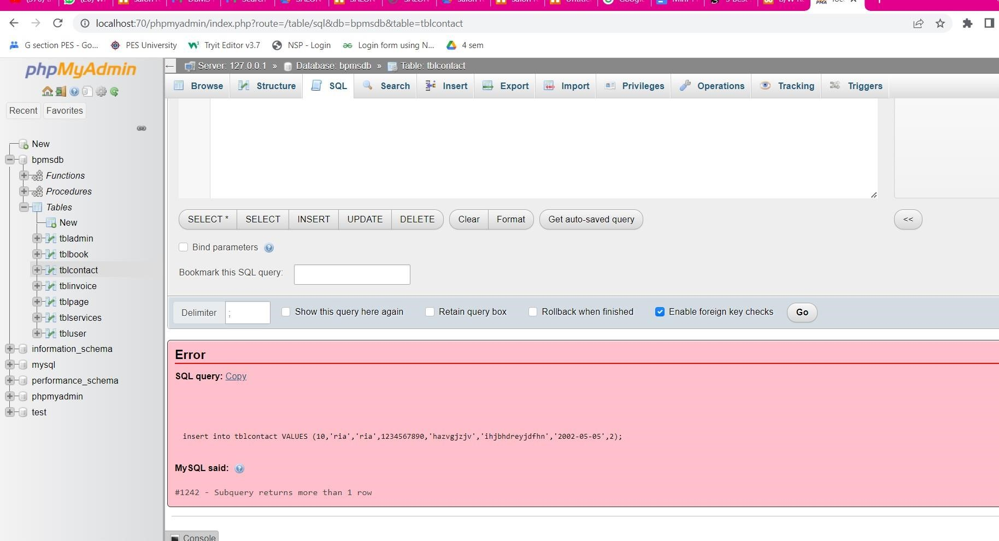 localhost:70/phpmyadmin/index.php?route=/table/sql&db=bpmsdb&table=tblcontact
G section PES - Go... PES University Tryit Editor v3.7 NSP - Login Login form using N... 4 sem
phpMyAdmin
Recent Favorites
New
bpmsdb
Functions
Procedures
Tables
New
tbladmin
tblbook
tblcontact
tblinvoice
tblpage
tblservices
tbluser
information_schema
mysql
performance_schema
phpmyadmin
test
Server: 127.0.0.1 » Database: bpmsdb » Table: tblcontact
Browse Structure SQL Search Insert Export Import Privileges Operations Tracking Triggers
SELECT * SELECT INSERT UPDATE DELETE Clear Format Get auto-saved query <<
Bind parameters
Bookmark this SQL query:
Delimiter ; Show this query here again Retain query box Rollback when finished Enable foreign key checks Go
Error
SQL query: Copy
insert into tblcontact VALUES (10,'ria','ria',1234567890,'hazvgjzjv','ihjbhdreyjdfhn','2002-05-05',2);
MySQL said:
#1242 - Subquery returns more than 1 row
Console